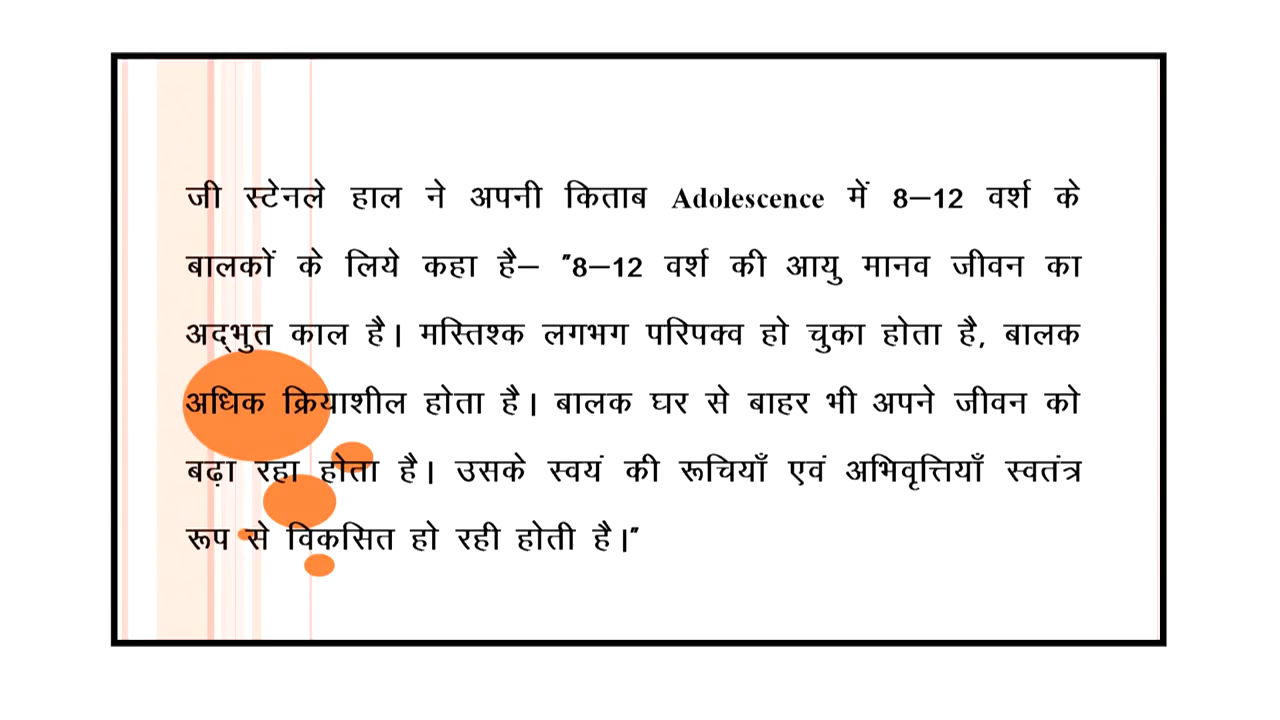 जी स्टेनले हाल ने अपनी किताब Adolescence में 8–12 वर्श के
बालकों के लिये कहा है– "8–12 वर्श की आयु मानव जीवन का
अद्भुत काल है। मस्तिश्क लगभग परिपक्व हो चुका होता है, बालक
अधिक क्रियाशील होता है। बालक घर से बाहर भी अपने जीवन को
बढ़ा रहा होता है। उसके स्वयं की रूचियाँ एवं अभिवृत्तियाँ स्वतंत्र
रूप से विकसित हो रही होती है।"